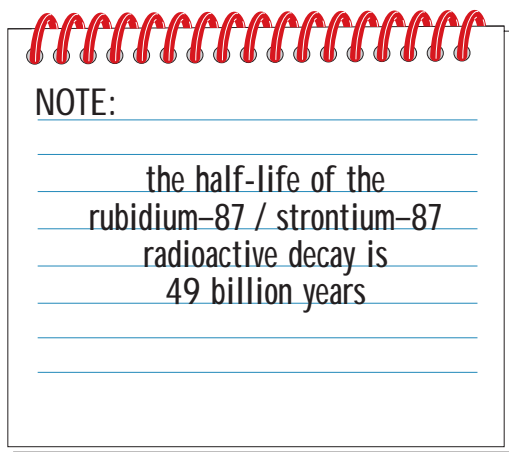 NOTE:
the half-life of the
rubidium–87 / strontium–87
radioactive decay is
49 billion years